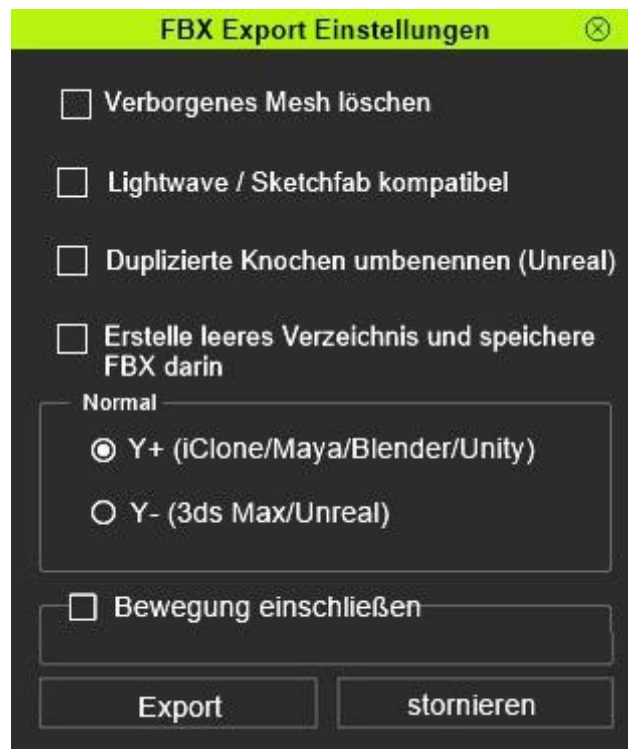 FBX Export Einstellungen
Verborgenes Mesh löschen
Lightwave / Sketchfab kompatibel
Duplizierte Knochen umbenennen (Unreal)
Erstelle leeres Verzeichnis und speichere
FBX darin
Normal
Y+ (iClone/Maya/Blender/Unity)
Y- (3ds Max/Unreal)
Bewegung einschließen
Export
stornieren